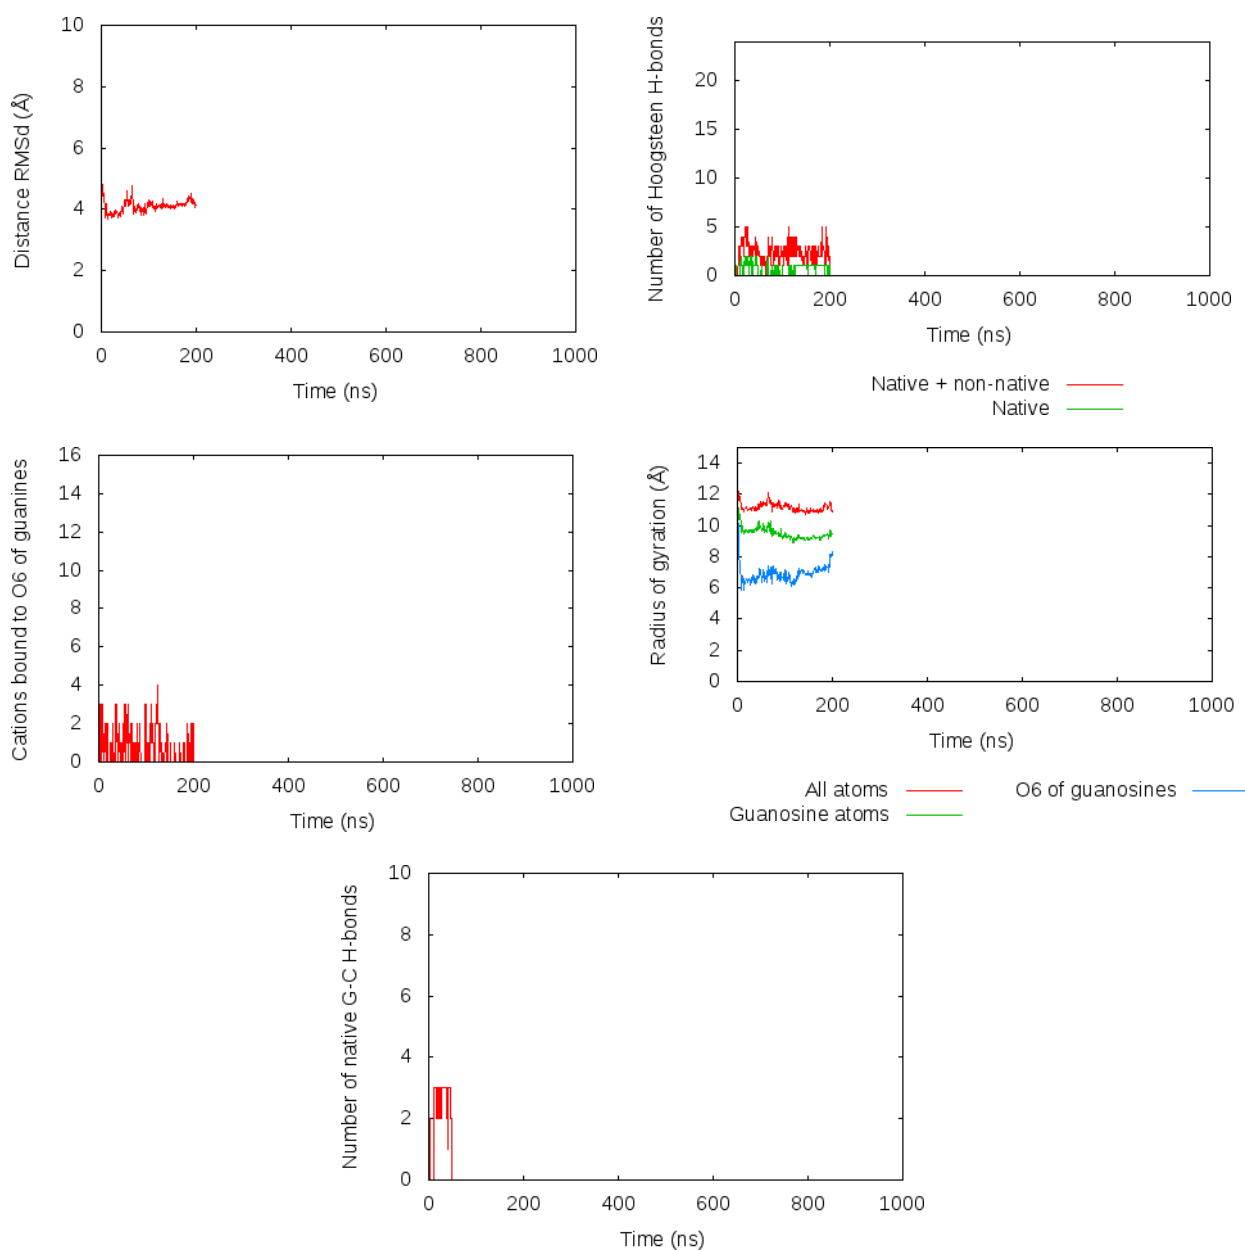 Distance RMSd (Å)
10
8
6
4
2
0
0 200 400 600 800 1000
Time (ns)
Number of Hoogsteen H-bonds
20
15
10
5
0
0 200 400 600 800 1000
Time (ns)
Native + non-native
Native
Cations bound to O6 of guanines
16
14
12
10
8
6
4
2
0
0 200 400 600 800 1000
Time (ns)
Radius of gyration (Å)
14
12
10
8
6
4
2
0
0 200 400 600 800 1000
Time (ns)
All atoms
Guanosine atoms
O6 of guanosines
Number of native G-C H-bonds
10
8
6
4
2
0
0 200 400 600 800 1000
Time (ns)